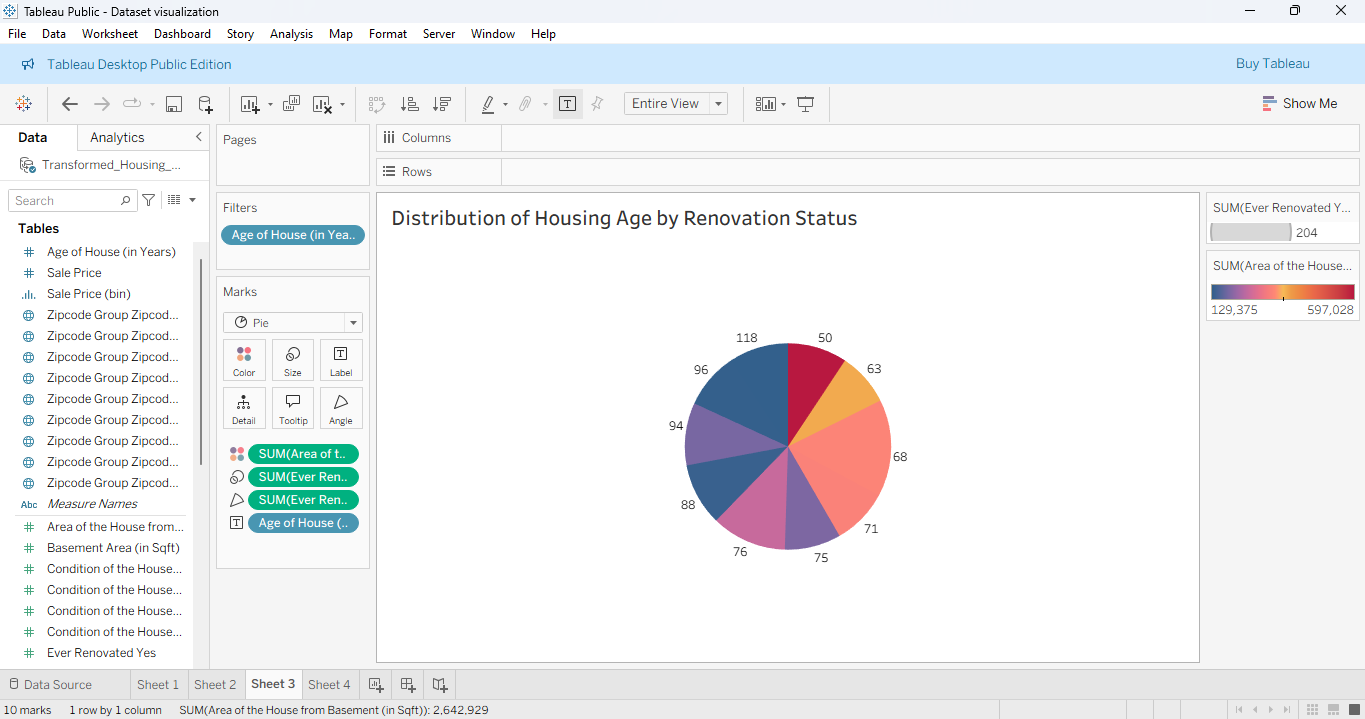 Tableau Public - Dataset visualization
File Data Worksheet Dashboard Story Analysis Map Format Server Window Help
Tableau Desktop Public Edition
Buy Tableau
Entire View
Show Me
Data
Analytics
Transformed_Housing_...
Search
Tables
Age of House (in Years)
Sale Price
Sale Price (bin)
Zipcode Group Zipcod...
Zipcode Group Zipcod...
Zipcode Group Zipcod...
Zipcode Group Zipcod...
Zipcode Group Zipcod...
Zipcode Group Zipcod...
Zipcode Group Zipcod...
Zipcode Group Zipcod...
Zipcode Group Zipcod...
Abc Measure Names
Area of the House from...
Basement Area (in Sqft)
Condition of the House...
Condition of the House...
Condition of the House...
Condition of the House...
Ever Renovated Yes
Pages
Filters
Age of House (in Yea..
Marks
Pie
Color
Size
Label
Detail
Tooltip
Angle
SUM(Area of t..
SUM(Ever Ren..
SUM(Ever Ren..
Age of House (..
Columns
Rows
Distribution of Housing Age by Renovation Status
118
50
63
96
94
68
88
71
76
75
SUM(Ever Renovated Y...
204
SUM(Area of the House...
129,375
597,028
Data Source
Sheet 1
Sheet 2
Sheet 3
Sheet 4
10 marks
1 row by 1 column
SUM(Area of the House from Basement (in Sqft)): 2,642,929